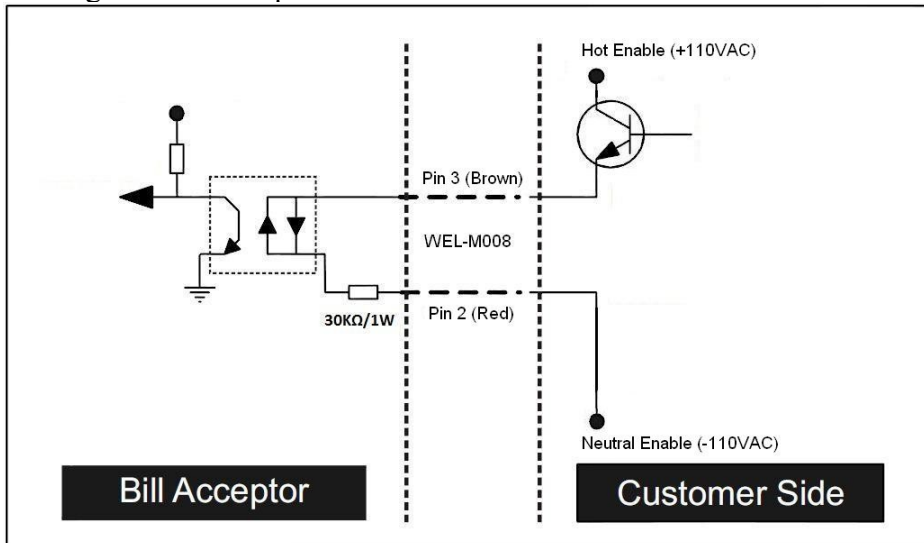 Hot Enable (+110VAC)
Pin 3 (Brown)
WEL-M008
30KΩ/1W
Pin 2 (Red)
Neutral Enable (-110VAC)
Bill Acceptor
Customer Side